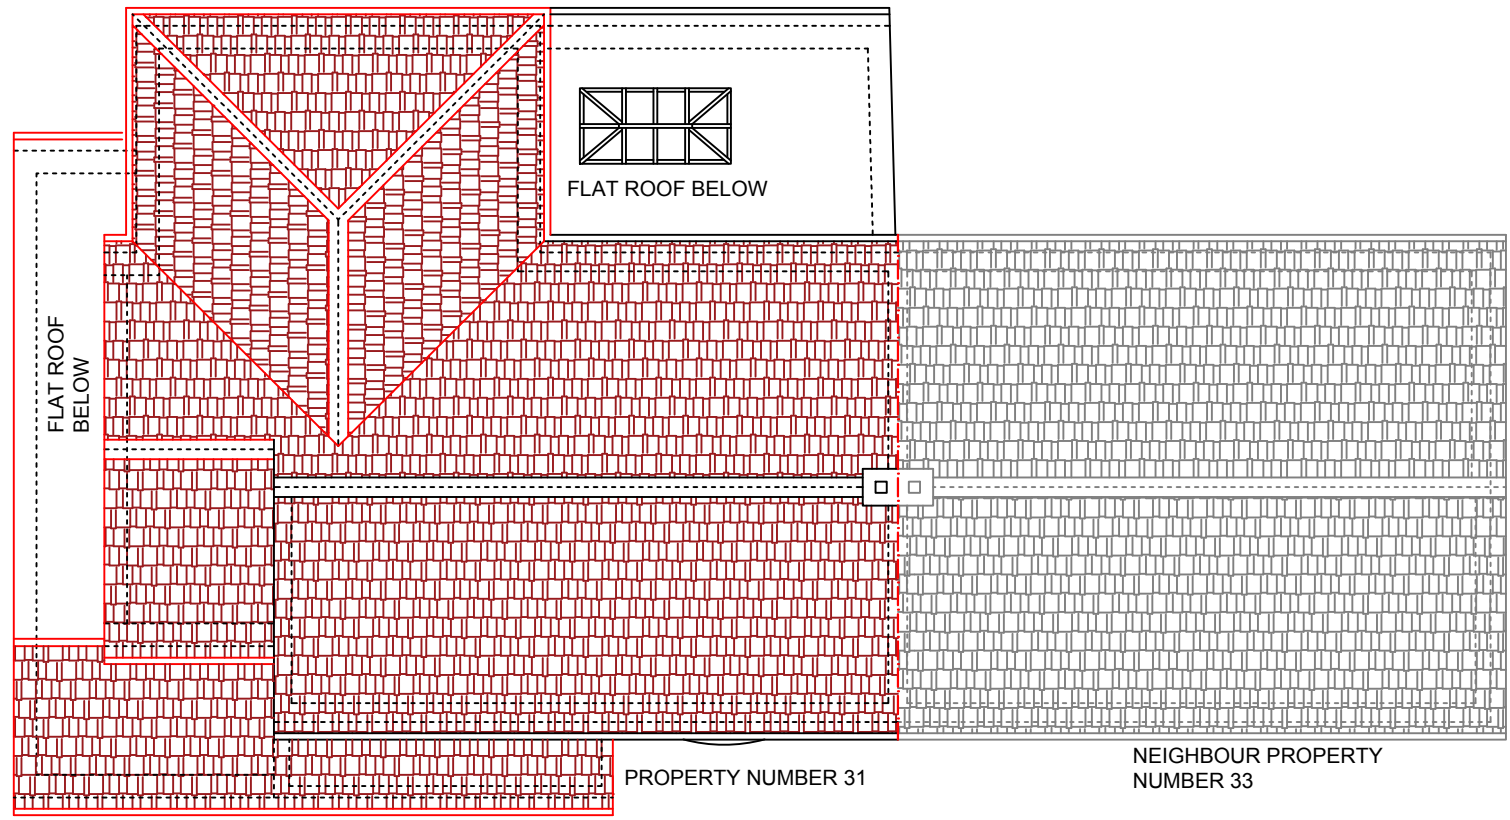 FLAT ROOF BELOW
FLAT ROOF
BELOW
PROPERTY NUMBER 31
NEIGHBOUR PROPERTY
NUMBER 33